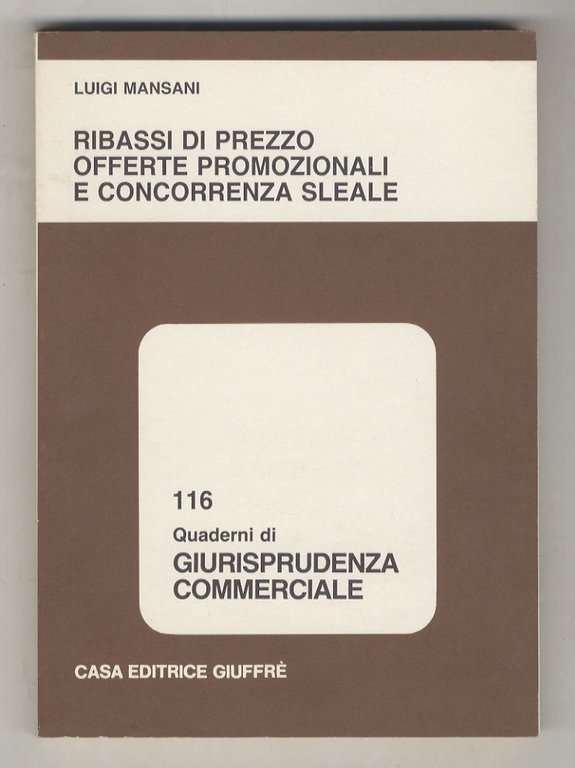 LUIGI MANSANI
RIBASSI DI PREZZO
OFFERTE PROMOZIONALI
E CONCORRENZA SLEALE
116
Quaderni di
GIURISPRUDENZA
COMMERCIALE
CASA EDITRICE GIUFFRÈ